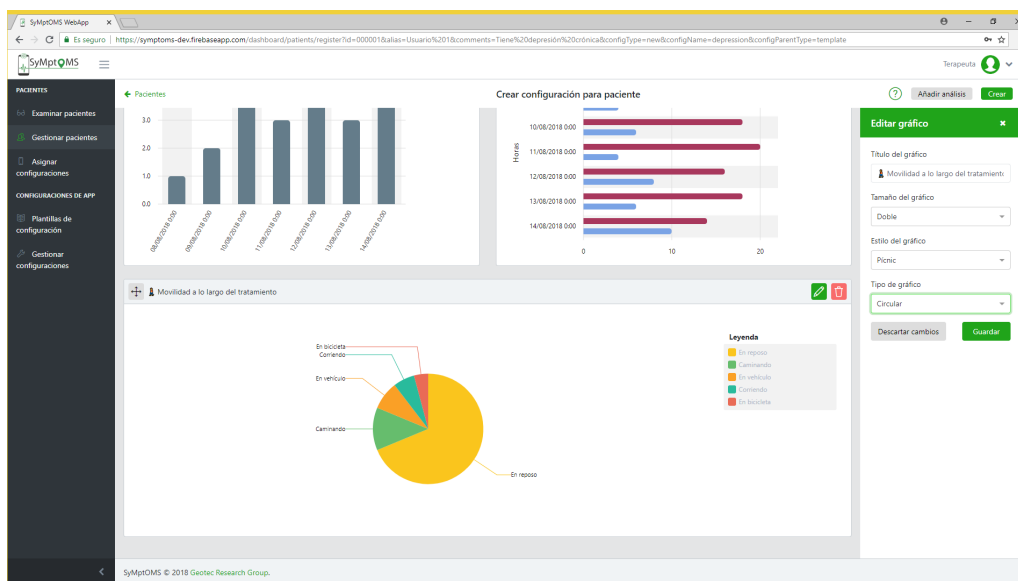 SyMptOMS WebApp
Es seguro | https://symptoms-dev.firebaseapp.com/dashboard/patients/register?id=000001&alias=Usuario%201&comments=Tiene%20depresión%20crónica&configType=new&configName=depression&configParentType=template
SyMptOMS
Terapeuta
PACIENTES
Examinar pacientes
Gestionar pacientes
Asignar
configuraciones
CONFIGURACIONES DE APP
Plantillas de
configuración
Gestionar
configuraciones
Pacientes
Crear configuración para paciente
? Añadir análisis Crear
3.0
2.0
1.0
0.0
08/08/2018 0:00
09/08/2018 0:00
10/08/2018 0:00
11/08/2018 0:00
12/08/2018 0:00
13/08/2018 0:00
14/08/2018 0:00
Horas
10/08/2018 0:00
11/08/2018 0:00
12/08/2018 0:00
13/08/2018 0:00
14/08/2018 0:00
0 10 20
Movilidad a lo largo del tratamiento
En bicicleta
Corriendo
En vehículo
Caminando
En reposo
Leyenda
En reposo
Caminando
En vehículo
Corriendo
En bicicleta
Editar gráfico
Título del gráfico
Movilidad a lo largo del tratamiento
Tamaño del gráfico
Doble
Estilo del gráfico
Pícnic
Tipo de gráfico
Circular
Descartar cambios Guardar
SyMptOMS © 2018 Geotec Research Group.